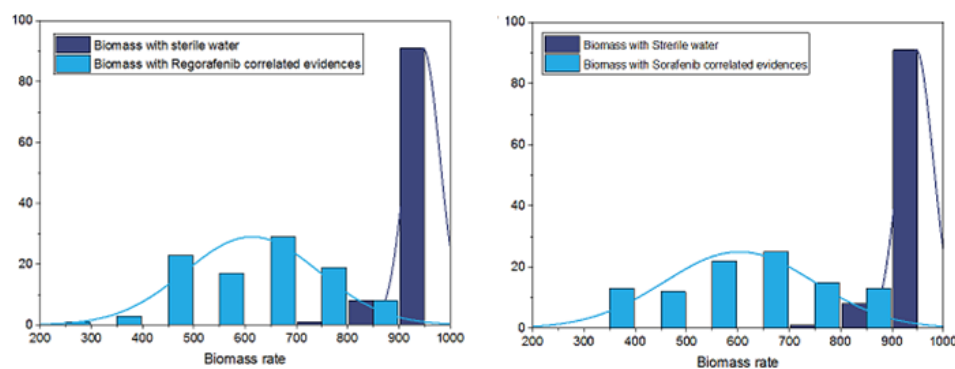 100
80
60
40
20
0
Biomass with sterile water
Biomass with Regorafenib correlated evidences
200 300 400 500 600 700 800 900 1000
Biomass rate
100
80
60
40
20
0
Biomass with Strerile water
Biomass with Sorafenib correlated evidences
200 300 400 500 600 700 800 900 1000
Biomass rate